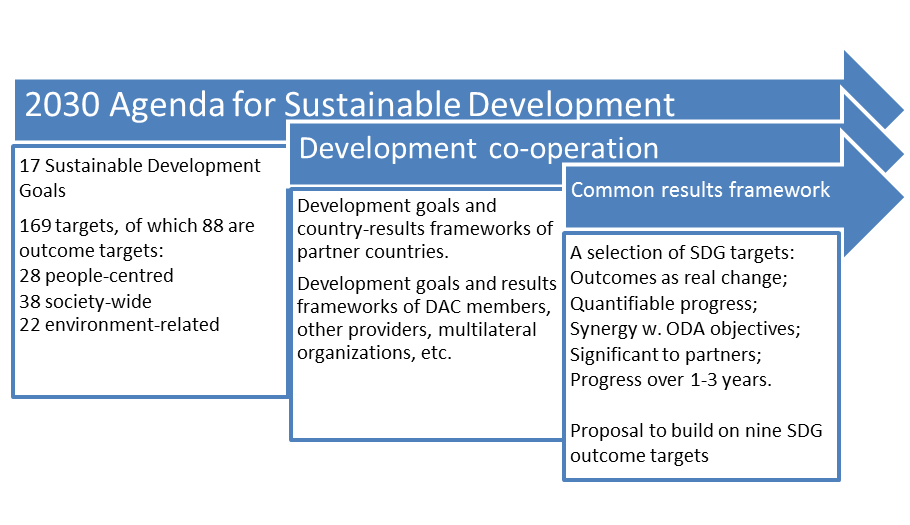 2030 Agenda for Sustainable Development
17 Sustainable Development
Goals
169 targets, of which 88 are
outcome targets:
28 people-centred
38 society-wide
22 environment-related
Development co-operation
Development goals and
country-results frameworks of
partner countries.
Development goals and results
frameworks of DAC members,
other providers, multilateral
organizations, etc.
Common results framework
A selection of SDG targets:
Outcomes as real change;
Quantifiable progress;
Synergy w. ODA objectives;
Significant to partners;
Progress over 1-3 years.
Proposal to build on nine SDG
outcome targets